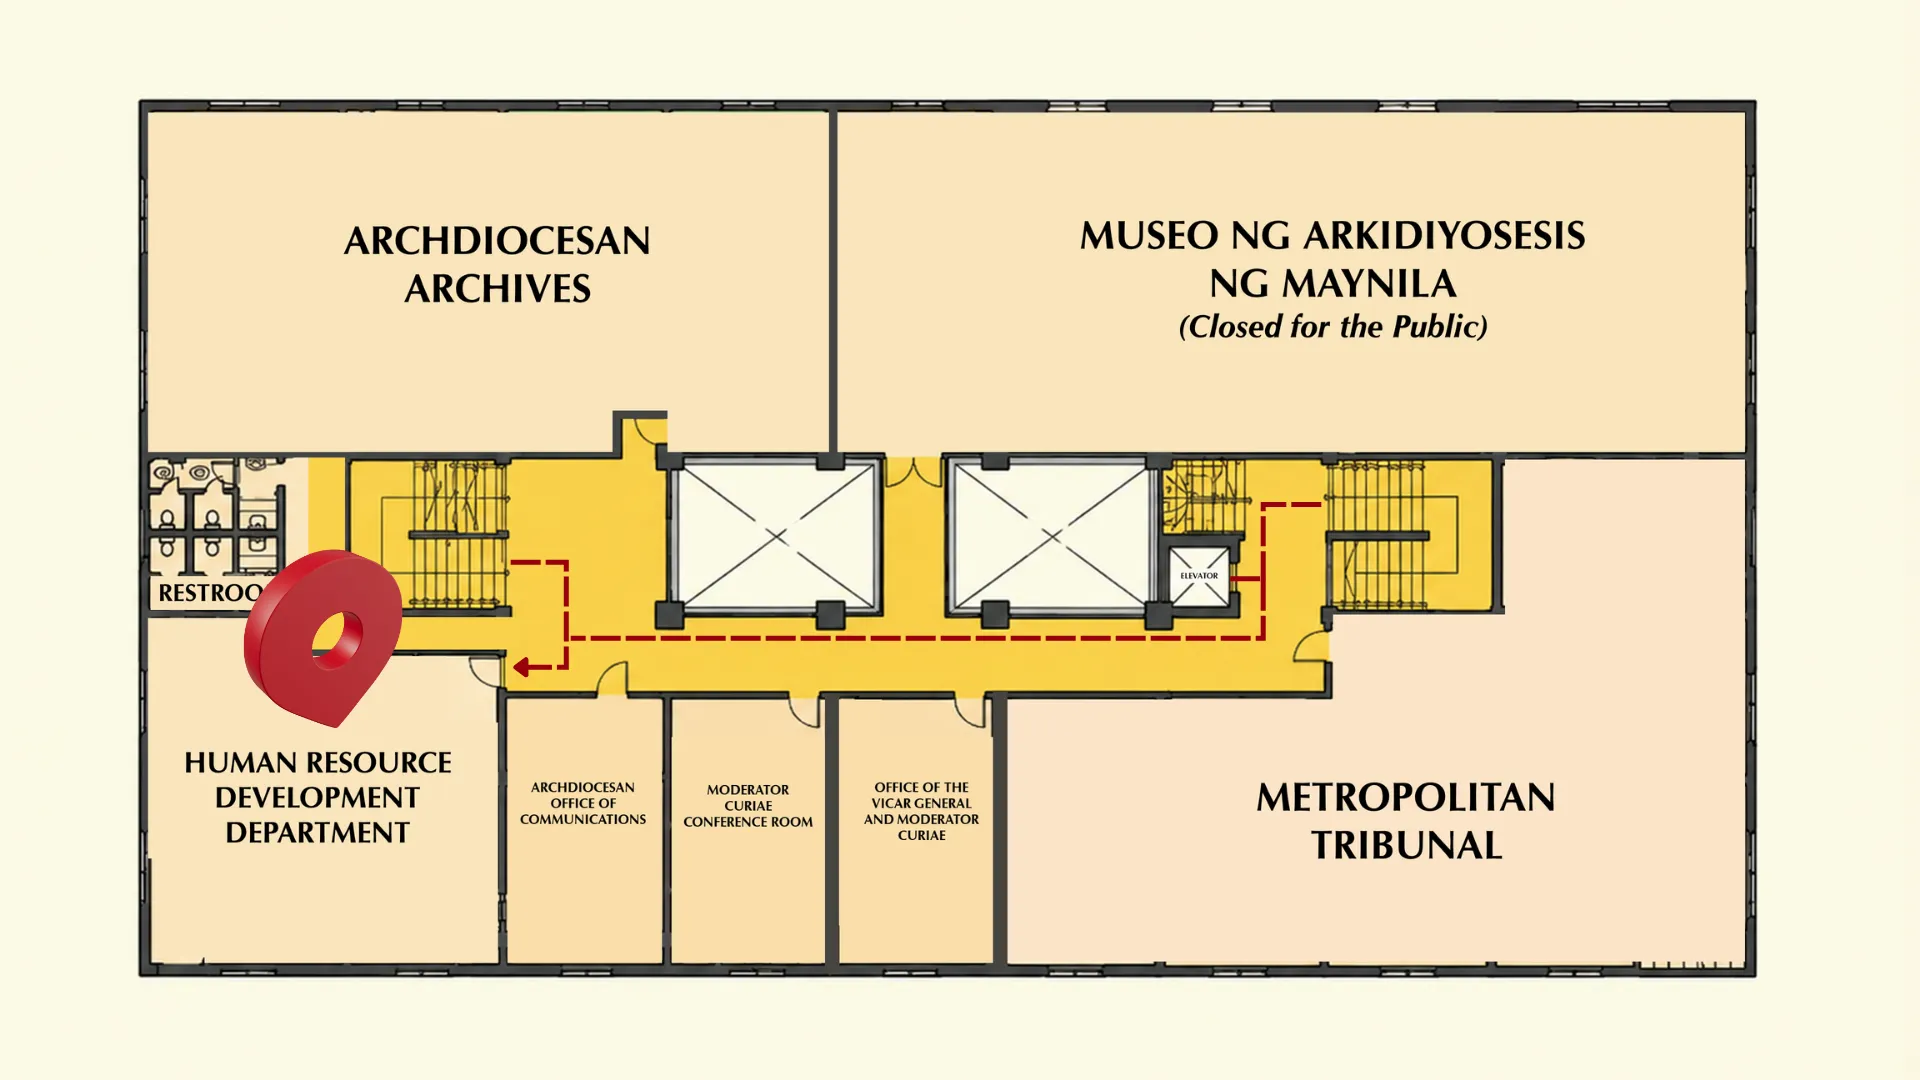 ARCHDIOCESAN
ARCHIVES
MUSEO NG ARKIDIYOSESIS
NG MAYNILA
(Closed for the Public)
RESTROO
ELEVATOR
HUMAN RESOURCE
DEVELOPMENT
DEPARTMENT
ARCHDIOCESAN
OFFICE OF
COMMUNICATIONS
MODERATOR
CURIAE
CONFERENCE ROOM
OFFICE OF THE
VICAR GENERAL
AND MODERATOR
CURIAE
METROPOLITAN
TRIBUNAL